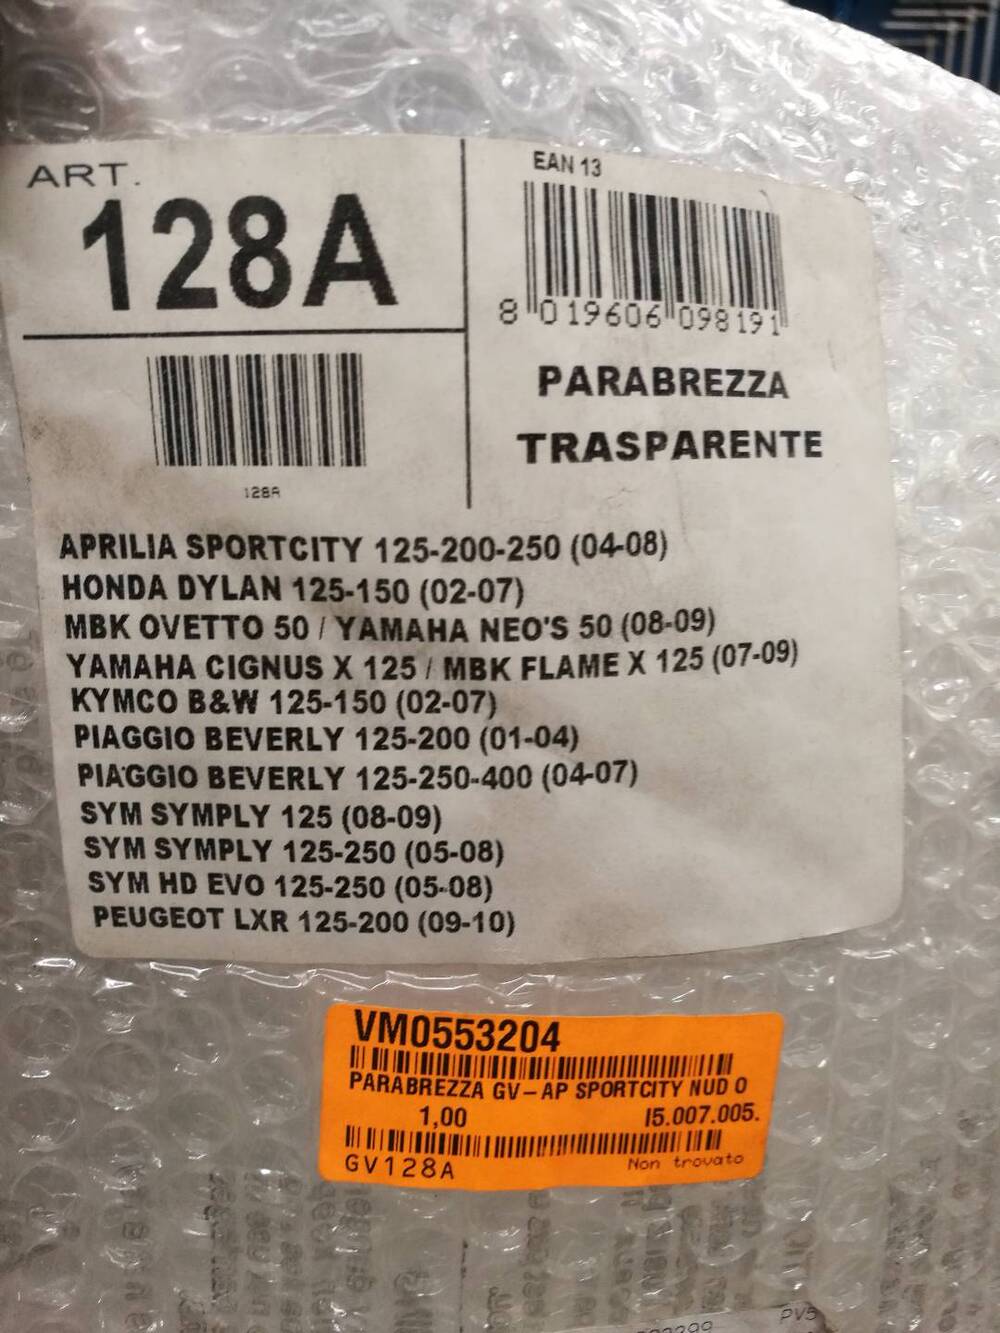 ART.
128A
128A
EAN 13
8 019606 098191
PARABREZZA
TRASPARENTE
APRILIA SPORTCITY 125-200-250 (04-08)
HONDA DYLAN 125-150 (02-07)
MBK OVETTO 50 / YAMAHA NEO'S 50 (08-09)
YAMAHA CIGNUS X 125 / MBK FLAME X 125 (07-09)
KYMCO B&W 125-150 (02-07)
PIAGGIO BEVERLY 125-200 (01-04)
PIAGGIO BEVERLY 125-250-400 (04-07)
SYM SYMPLY 125 (08-09)
SYM SYMPLY 125-250 (05-08)
SYM HD EVO 125-250 (05-08)
PEUGEOT LXR 125-200 (09-10)
VM0553204
PARABREZZA GV-AP SPORTCITY NUD O
1,00 I5.007.005.
GV128A Non trovato
PV5